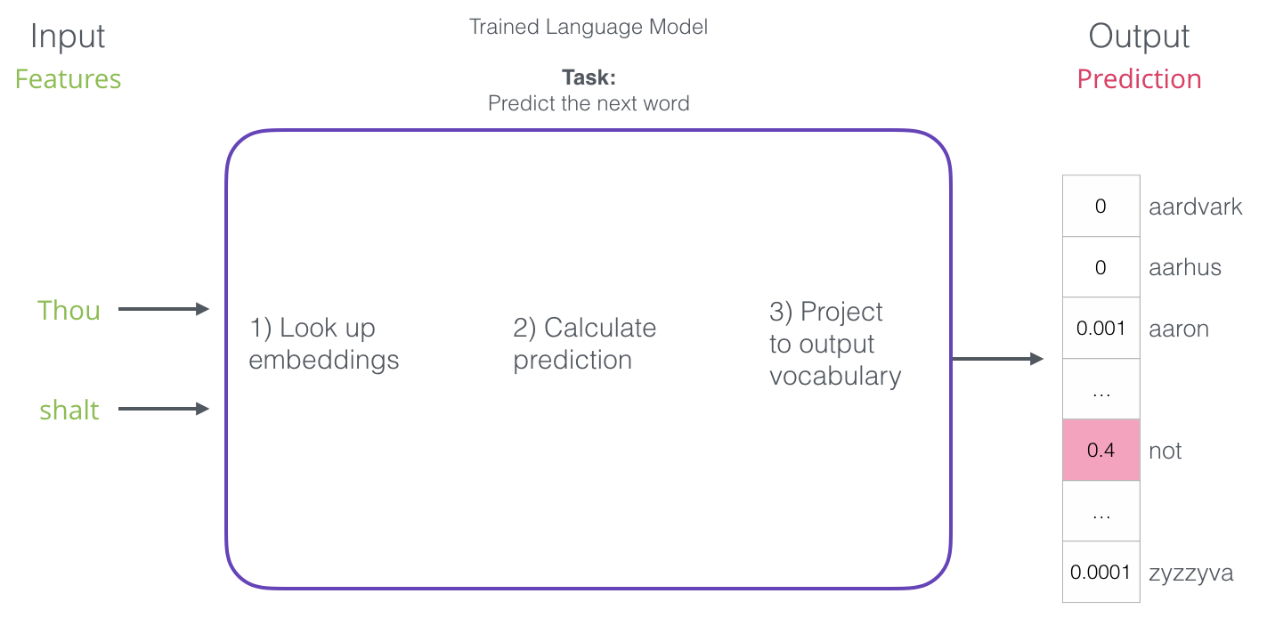 Input
Features
Trained Language Model
Task:
Predict the next word
Output
Prediction
Thou
shalt
1) Look up
embeddings
2) Calculate
prediction
3) Project
to output
vocabulary
0 aardvark
0 aarhus
0.001 aaron
...
0.4 not
...
0.0001 zyzzyva